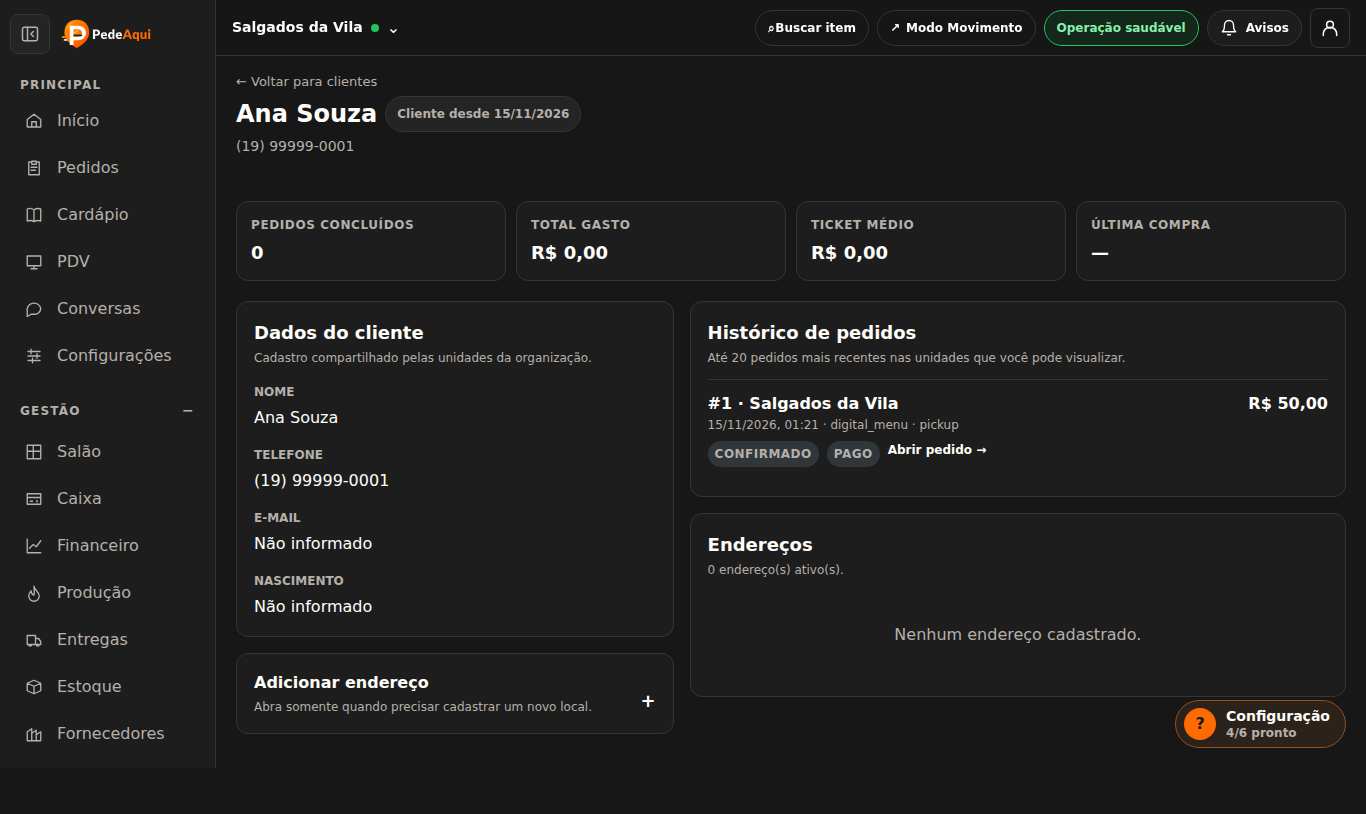 PedeAqui
PRINCIPAL
Início
Pedidos
Cardápio
PDV
Conversas
Configurações
GESTÃO −
Salão
Caixa
Financeiro
Produção
Entregas
Estoque
Fornecedores
Salgados da Vila
Buscar item
↗ Modo Movimento
Operação saudável
Avisos
← Voltar para clientes
Ana Souza
Cliente desde 15/11/2026
(19) 99999-0001
PEDIDOS CONCLUÍDOS
0
TOTAL GASTO
R$ 0,00
TICKET MÉDIO
R$ 0,00
ÚLTIMA COMPRA
—
Dados do cliente
Cadastro compartilhado pelas unidades da organização.
NOME
Ana Souza
TELEFONE
(19) 99999-0001
E-MAIL
Não informado
NASCIMENTO
Não informado
Adicionar endereço
Abra somente quando precisar cadastrar um novo local.
+
Histórico de pedidos
Até 20 pedidos mais recentes nas unidades que você pode visualizar.
#1 · Salgados da Vila R$ 50,00
15/11/2026, 01:21 · digital_menu · pickup
CONFIRMADO PAGO Abrir pedido →
Endereços
0 endereço(s) ativo(s).
Nenhum endereço cadastrado.
? Configuração
4/6 pronto